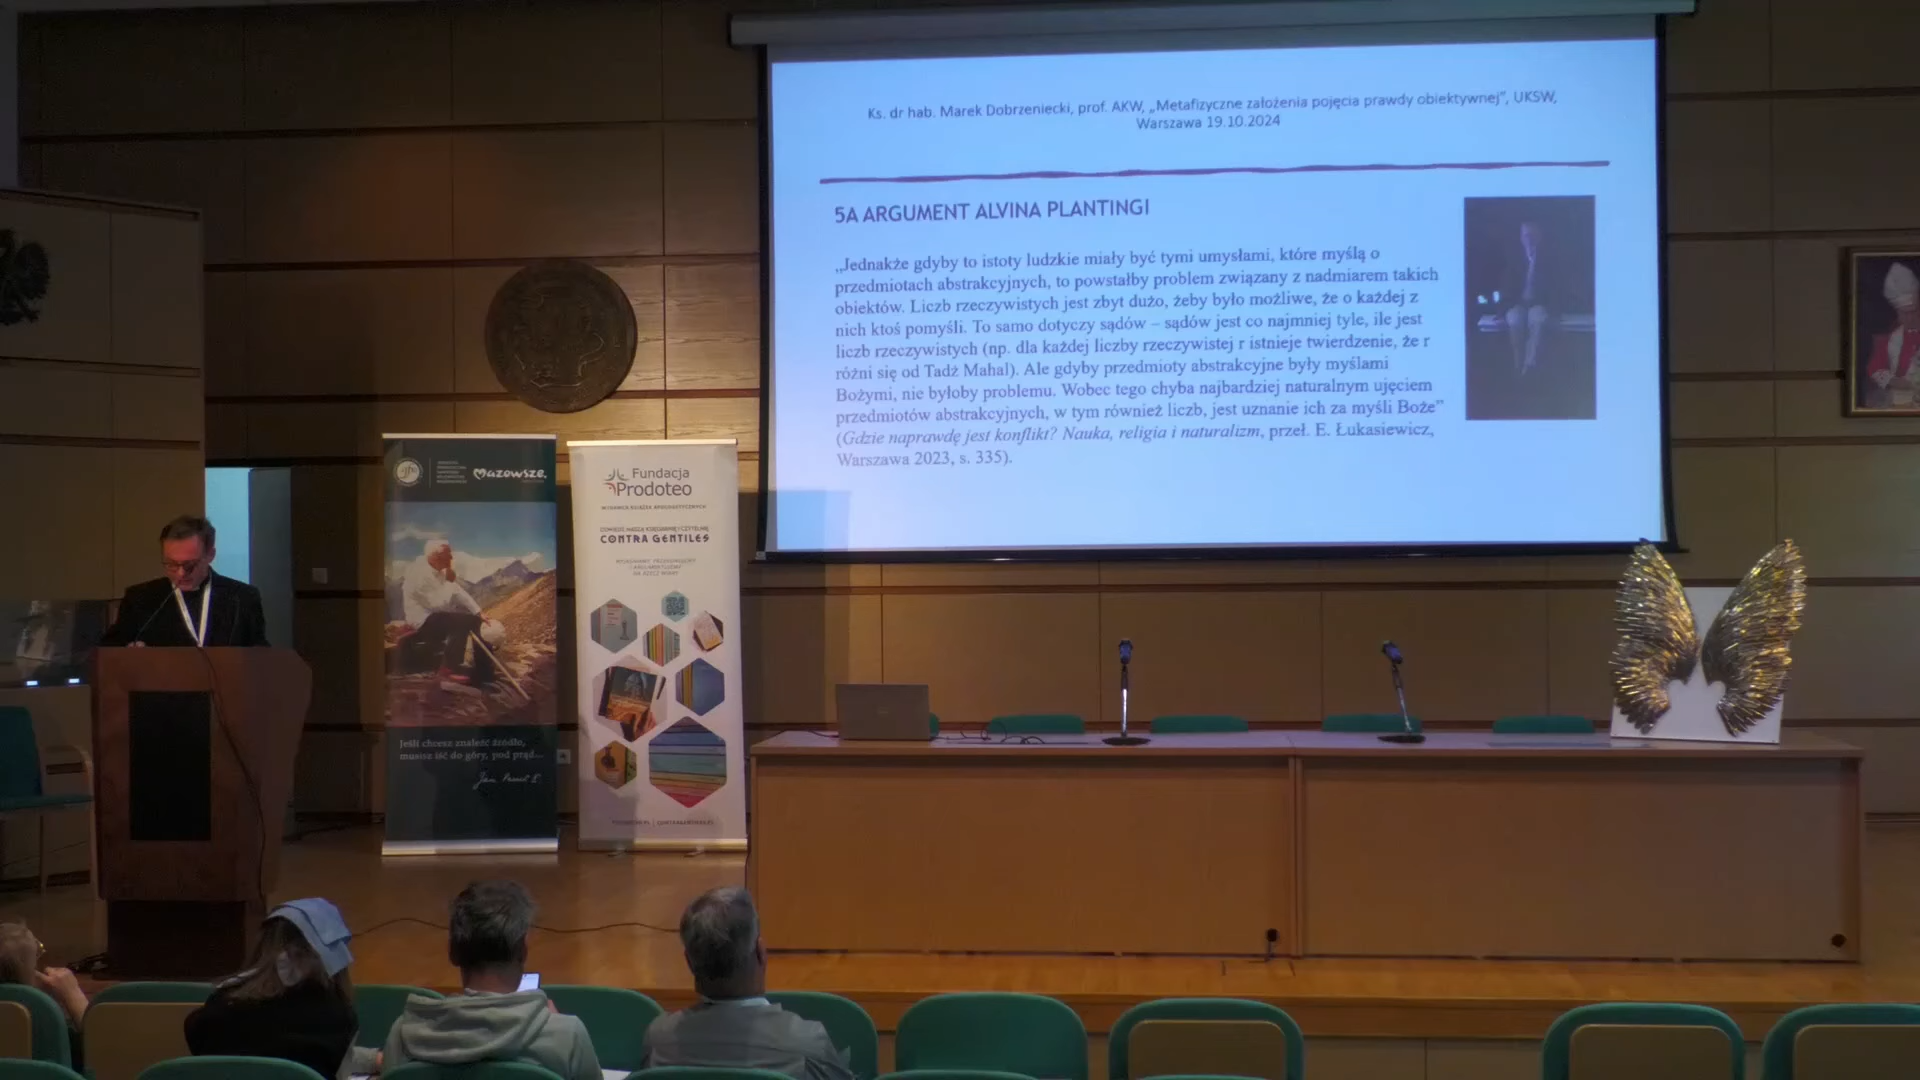 Ks. dr hab. Marek Dobrzeniecki, prof. AKW, „Metafizyczne założenia pojęcia prawdy obiektywnej”, UKSW,
Warszawa 19.10.2024
5A ARGUMENT ALVINA PLANTINGI
„Jednakże gdyby to istoty ludzkie miały być tymi umysłami, które myślą o
przedmiotach abstrakcyjnych, to powstałby problem związany z nadmiarem takich
obiektów. Liczb rzeczywistych jest zbyt dużo, żeby było możliwe, że o każdej z
nich ktoś pomyśli. To samo dotyczy sądów – sądów jest co najmniej tyle, ile jest
liczb rzeczywistych (np. dla każdej liczby rzeczywistej r istnieje twierdzenie, że r
różni się od Tadż Mahal). Ale gdyby przedmioty abstrakcyjne były myślami
Bożymi, nie byłoby problemu. Wobec tego chyba najbardziej naturalnym ujęciem
przedmiotów abstrakcyjnych, w tym również liczb, jest uznanie ich za myśli Boże”
(Gdzie naprawdę jest konflikt? Nauka, religia i naturalizm, przeł. E. Łukasiewicz,
Warszawa 2023, s. 335).
Mazowsze.
Jeśli chcesz znaleźć źródło,
musisz iść do góry, pod prąd...
Fundacja
Prodoteo
CONTRA GENTILES